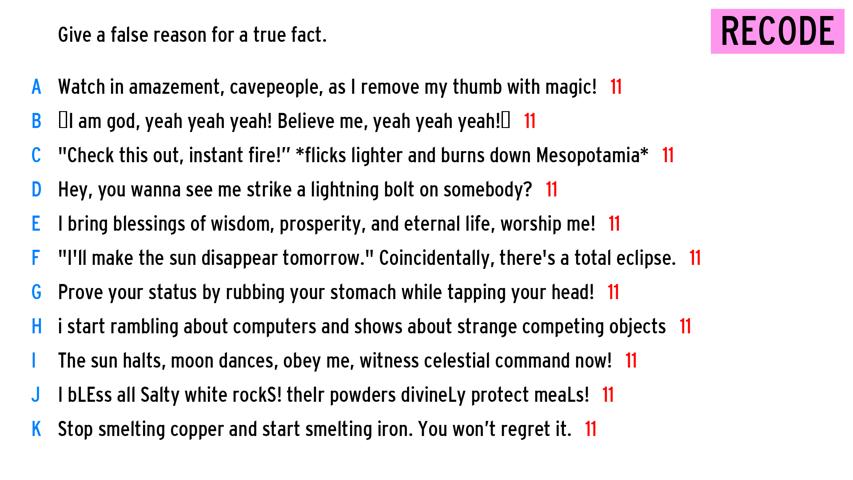 Give a false reason for a true fact.
RECODE
A Watch in amazement, cavepeople, as I remove my thumb with magic! 11
B ▯I am god, yeah yeah yeah! Believe me, yeah yeah yeah!▯ 11
C "Check this out, instant fire!” *flicks lighter and burns down Mesopotamia* 11
D Hey, you wanna see me strike a lightning bolt on somebody? 11
E I bring blessings of wisdom, prosperity, and eternal life, worship me! 11
F "I'll make the sun disappear tomorrow." Coincidentally, there's a total eclipse. 11
G Prove your status by rubbing your stomach while tapping your head! 11
H i start rambling about computers and shows about strange competing objects 11
I The sun halts, moon dances, obey me, witness celestial command now! 11
J I bLEss all Salty white rockS! theIr powders divineLy protect meaLs! 11
K Stop smelting copper and start smelting iron. You won’t regret it. 11